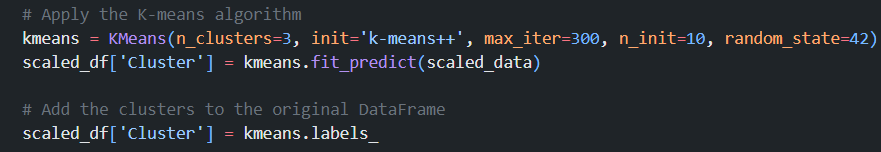 # Apply the K-means algorithm
kmeans = KMeans(n_clusters=3, init='k-means++', max_iter=300, n_init=10, random_state=42)
scaled_df['Cluster'] = kmeans.fit_predict(scaled_data)
# Add the clusters to the original DataFrame
scaled_df['Cluster'] = kmeans.labels_